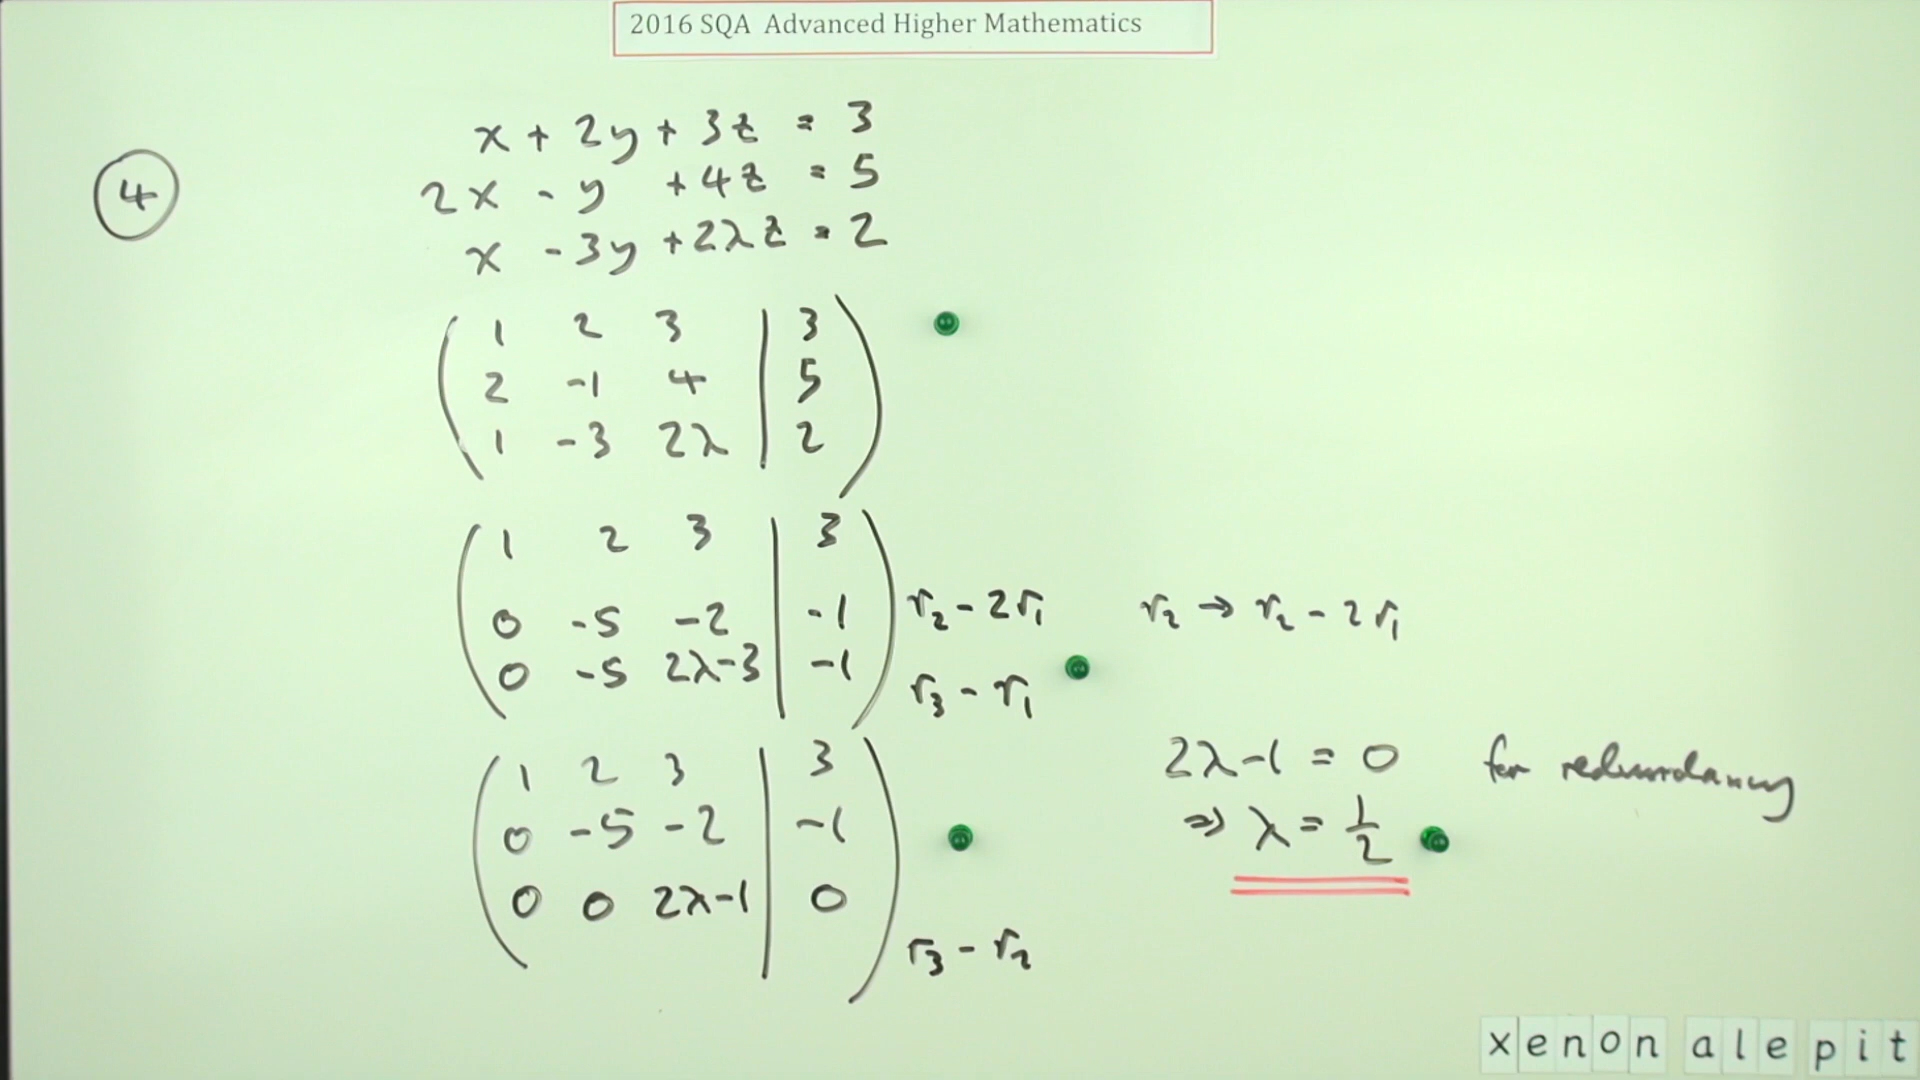 2016 SQA Advanced Higher Mathematics
4
x + 2y + 3z = 3
2x - y + 4z = 5
x - 3y + 2λz = 2
1 2 3 | 3
2 -1 4 | 5
1 -3 2λ | 2
1 2 3 | 3
0 -5 -2 | -1 r₂ - 2r₁ r₂ → r₂ - 2r₁
0 -5 2λ-3 | -1 r₃ - r₁
1 2 3 | 3
0 -5 -2 | -1
0 0 2λ-1 | 0
r₃ - r₂
2λ-1 = 0 for redundancy
⇒ λ = 1/2
xenon alepit